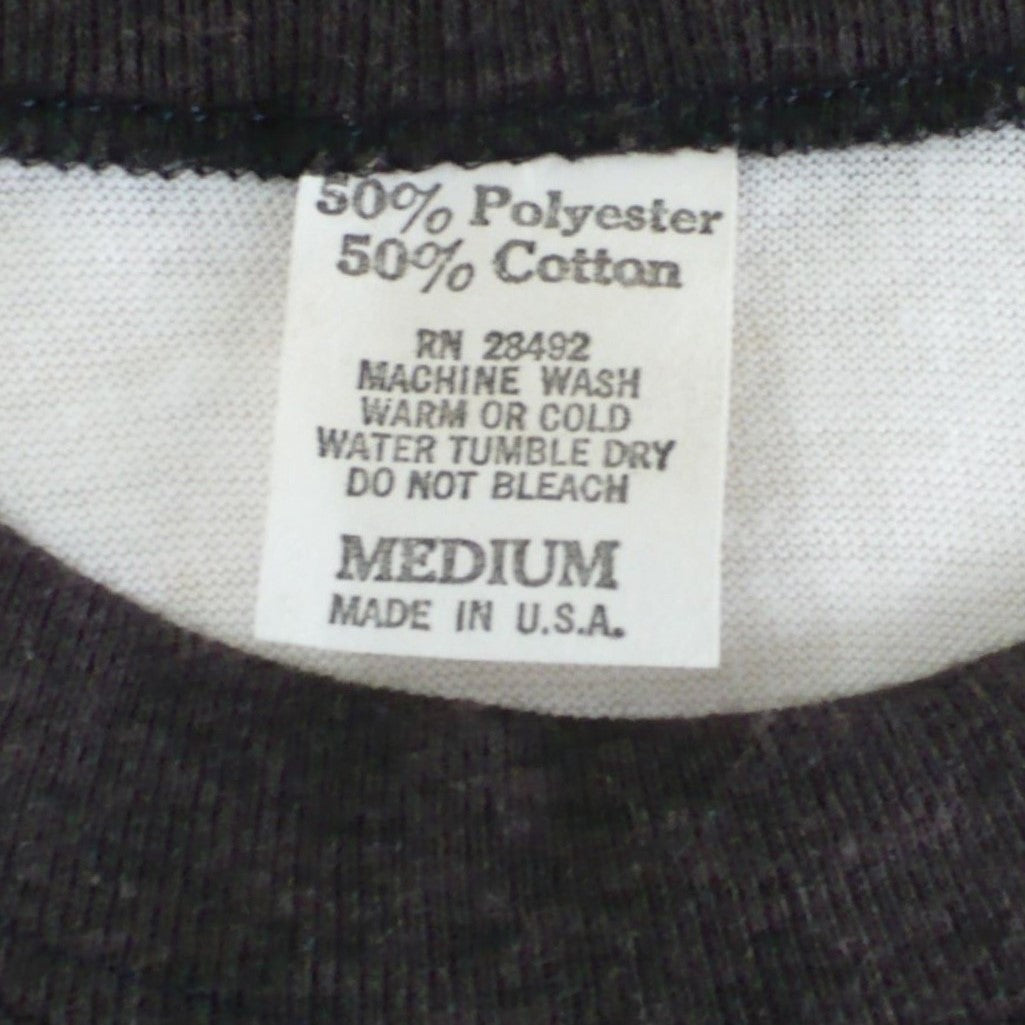 50% Polyester
50% Cotton
RN 28492
MACHINE WASH
WARM OR COLD
WATER TUMBLE DRY
DO NOT BLEACH
MEDIUM
MADE IN U.S.A.